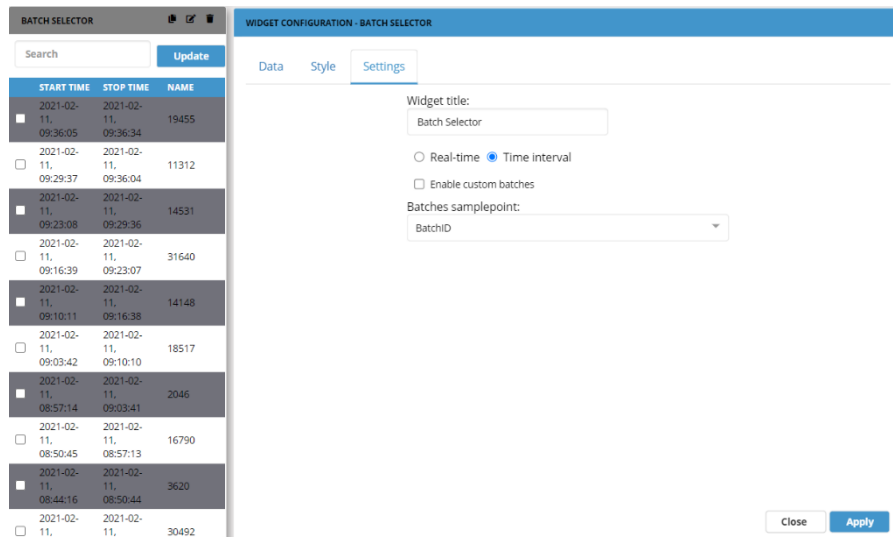 BATCH SELECTOR
Search
Update
START TIME STOP TIME NAME
2021-02- 2021-02-
11, 11, 19455
09:36:05 09:36:34
2021-02- 2021-02-
11, 11, 11312
09:29:37 09:36:04
2021-02- 2021-02-
11, 11, 14531
09:23:08 09:29:36
2021-02- 2021-02-
11, 11, 31640
09:16:39 09:23:07
2021-02- 2021-02-
11, 11, 14148
09:10:11 09:16:38
2021-02- 2021-02-
11, 11, 18517
09:03:42 09:10:10
2021-02- 2021-02-
11, 11, 2046
08:57:14 09:03:41
2021-02- 2021-02-
11, 11, 16790
08:50:45 08:57:13
2021-02- 2021-02-
11, 11, 3620
08:44:16 08:50:44
2021-02- 2021-02-
11, 11, 30492
WIDGET CONFIGURATION - BATCH SELECTOR
Data Style Settings
Widget title:
Batch Selector
Real-time Time interval
Enable custom batches
Batches samplepoint:
BatchID
Close Apply